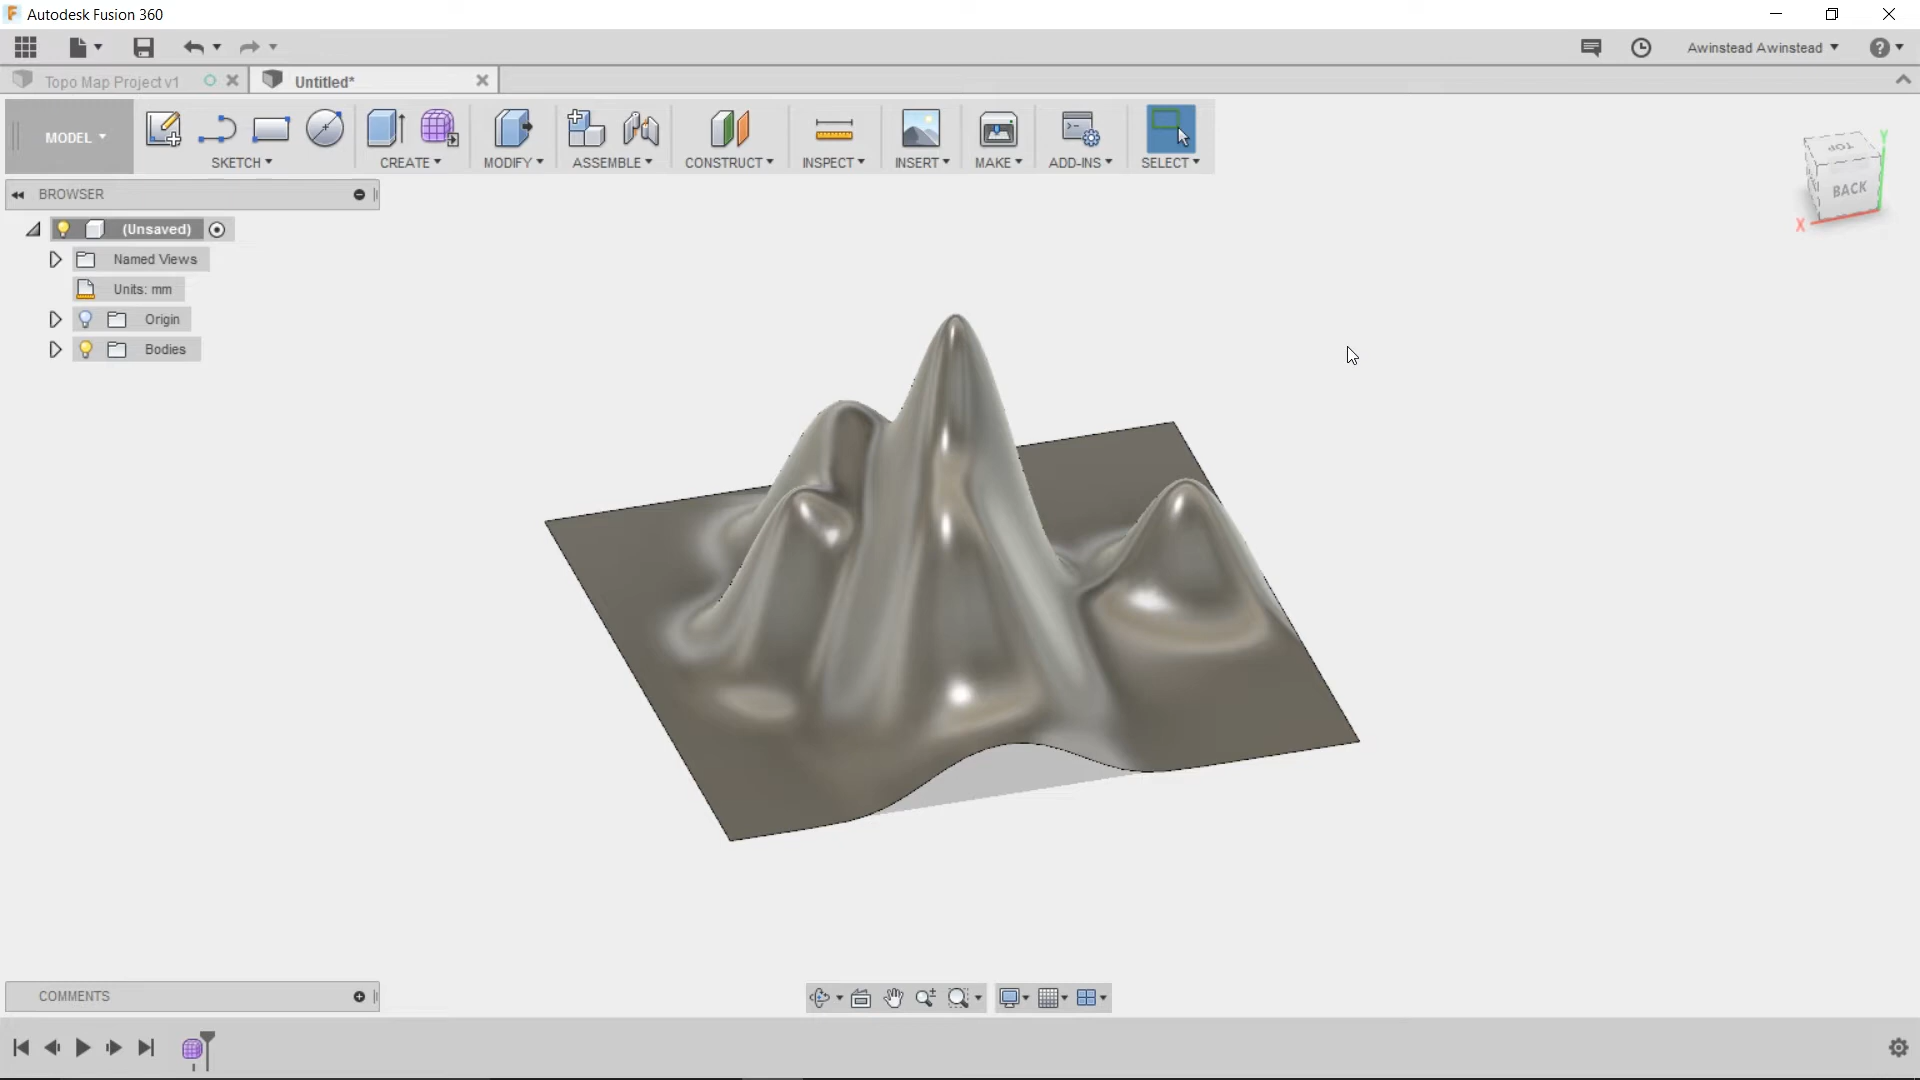 Autodesk Fusion 360
Awinstead Awinstead
Topo Map Project v1
Untitled*
MODEL
SKETCH
CREATE
MODIFY
ASSEMBLE
CONSTRUCT
INSPECT
INSERT
MAKE
ADD-INS
SELECT
BROWSER
(Unsaved)
Named Views
Units: mm
Origin
Bodies
TOP
BACK
Y
X
COMMENTS